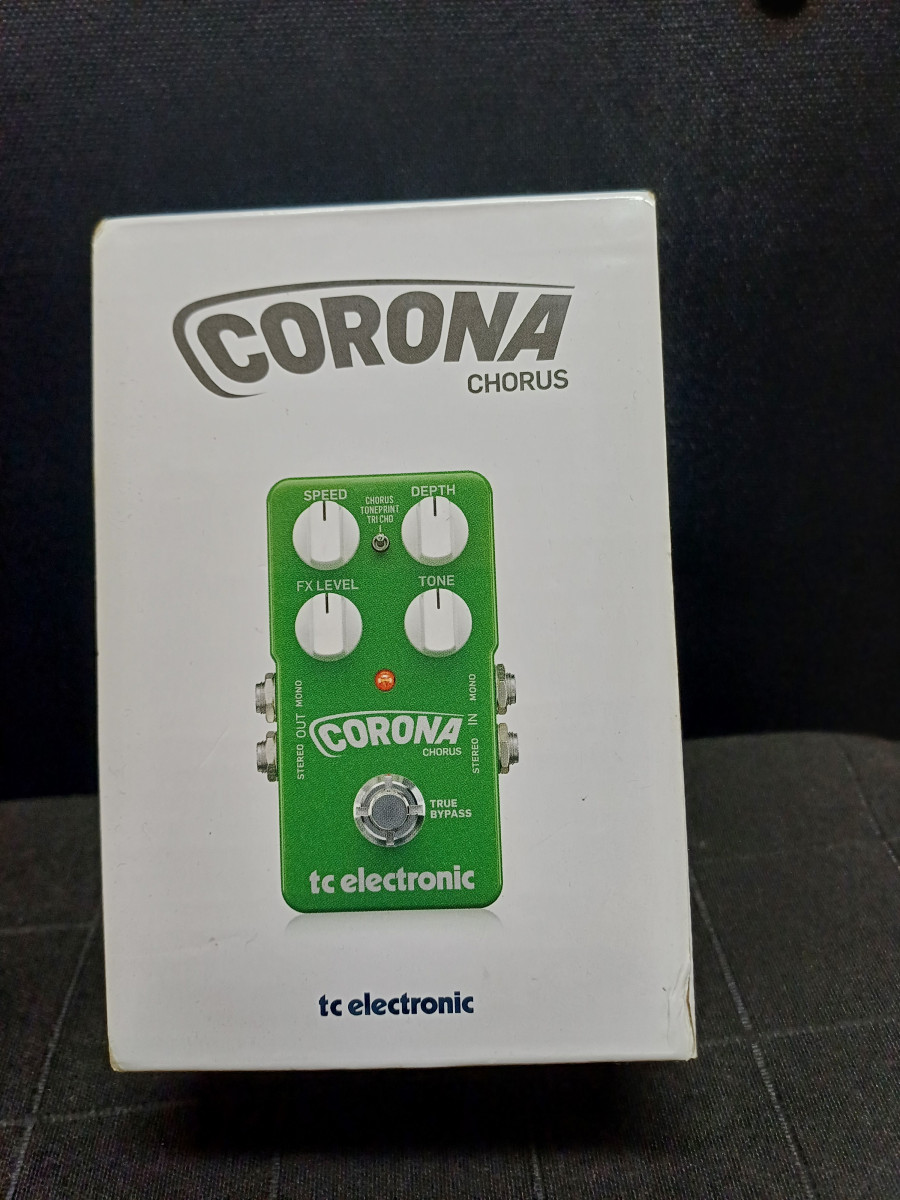 CORONA
CHORUS
SPEED
CHORUS
TONEPRINT
TRI CHO
DEPTH
FX LEVEL
TONE
STEREO OUT MONO
STEREO IN MONO
CORONA
CHORUS
TRUE
BYPASS
tc electronic
tc electronic